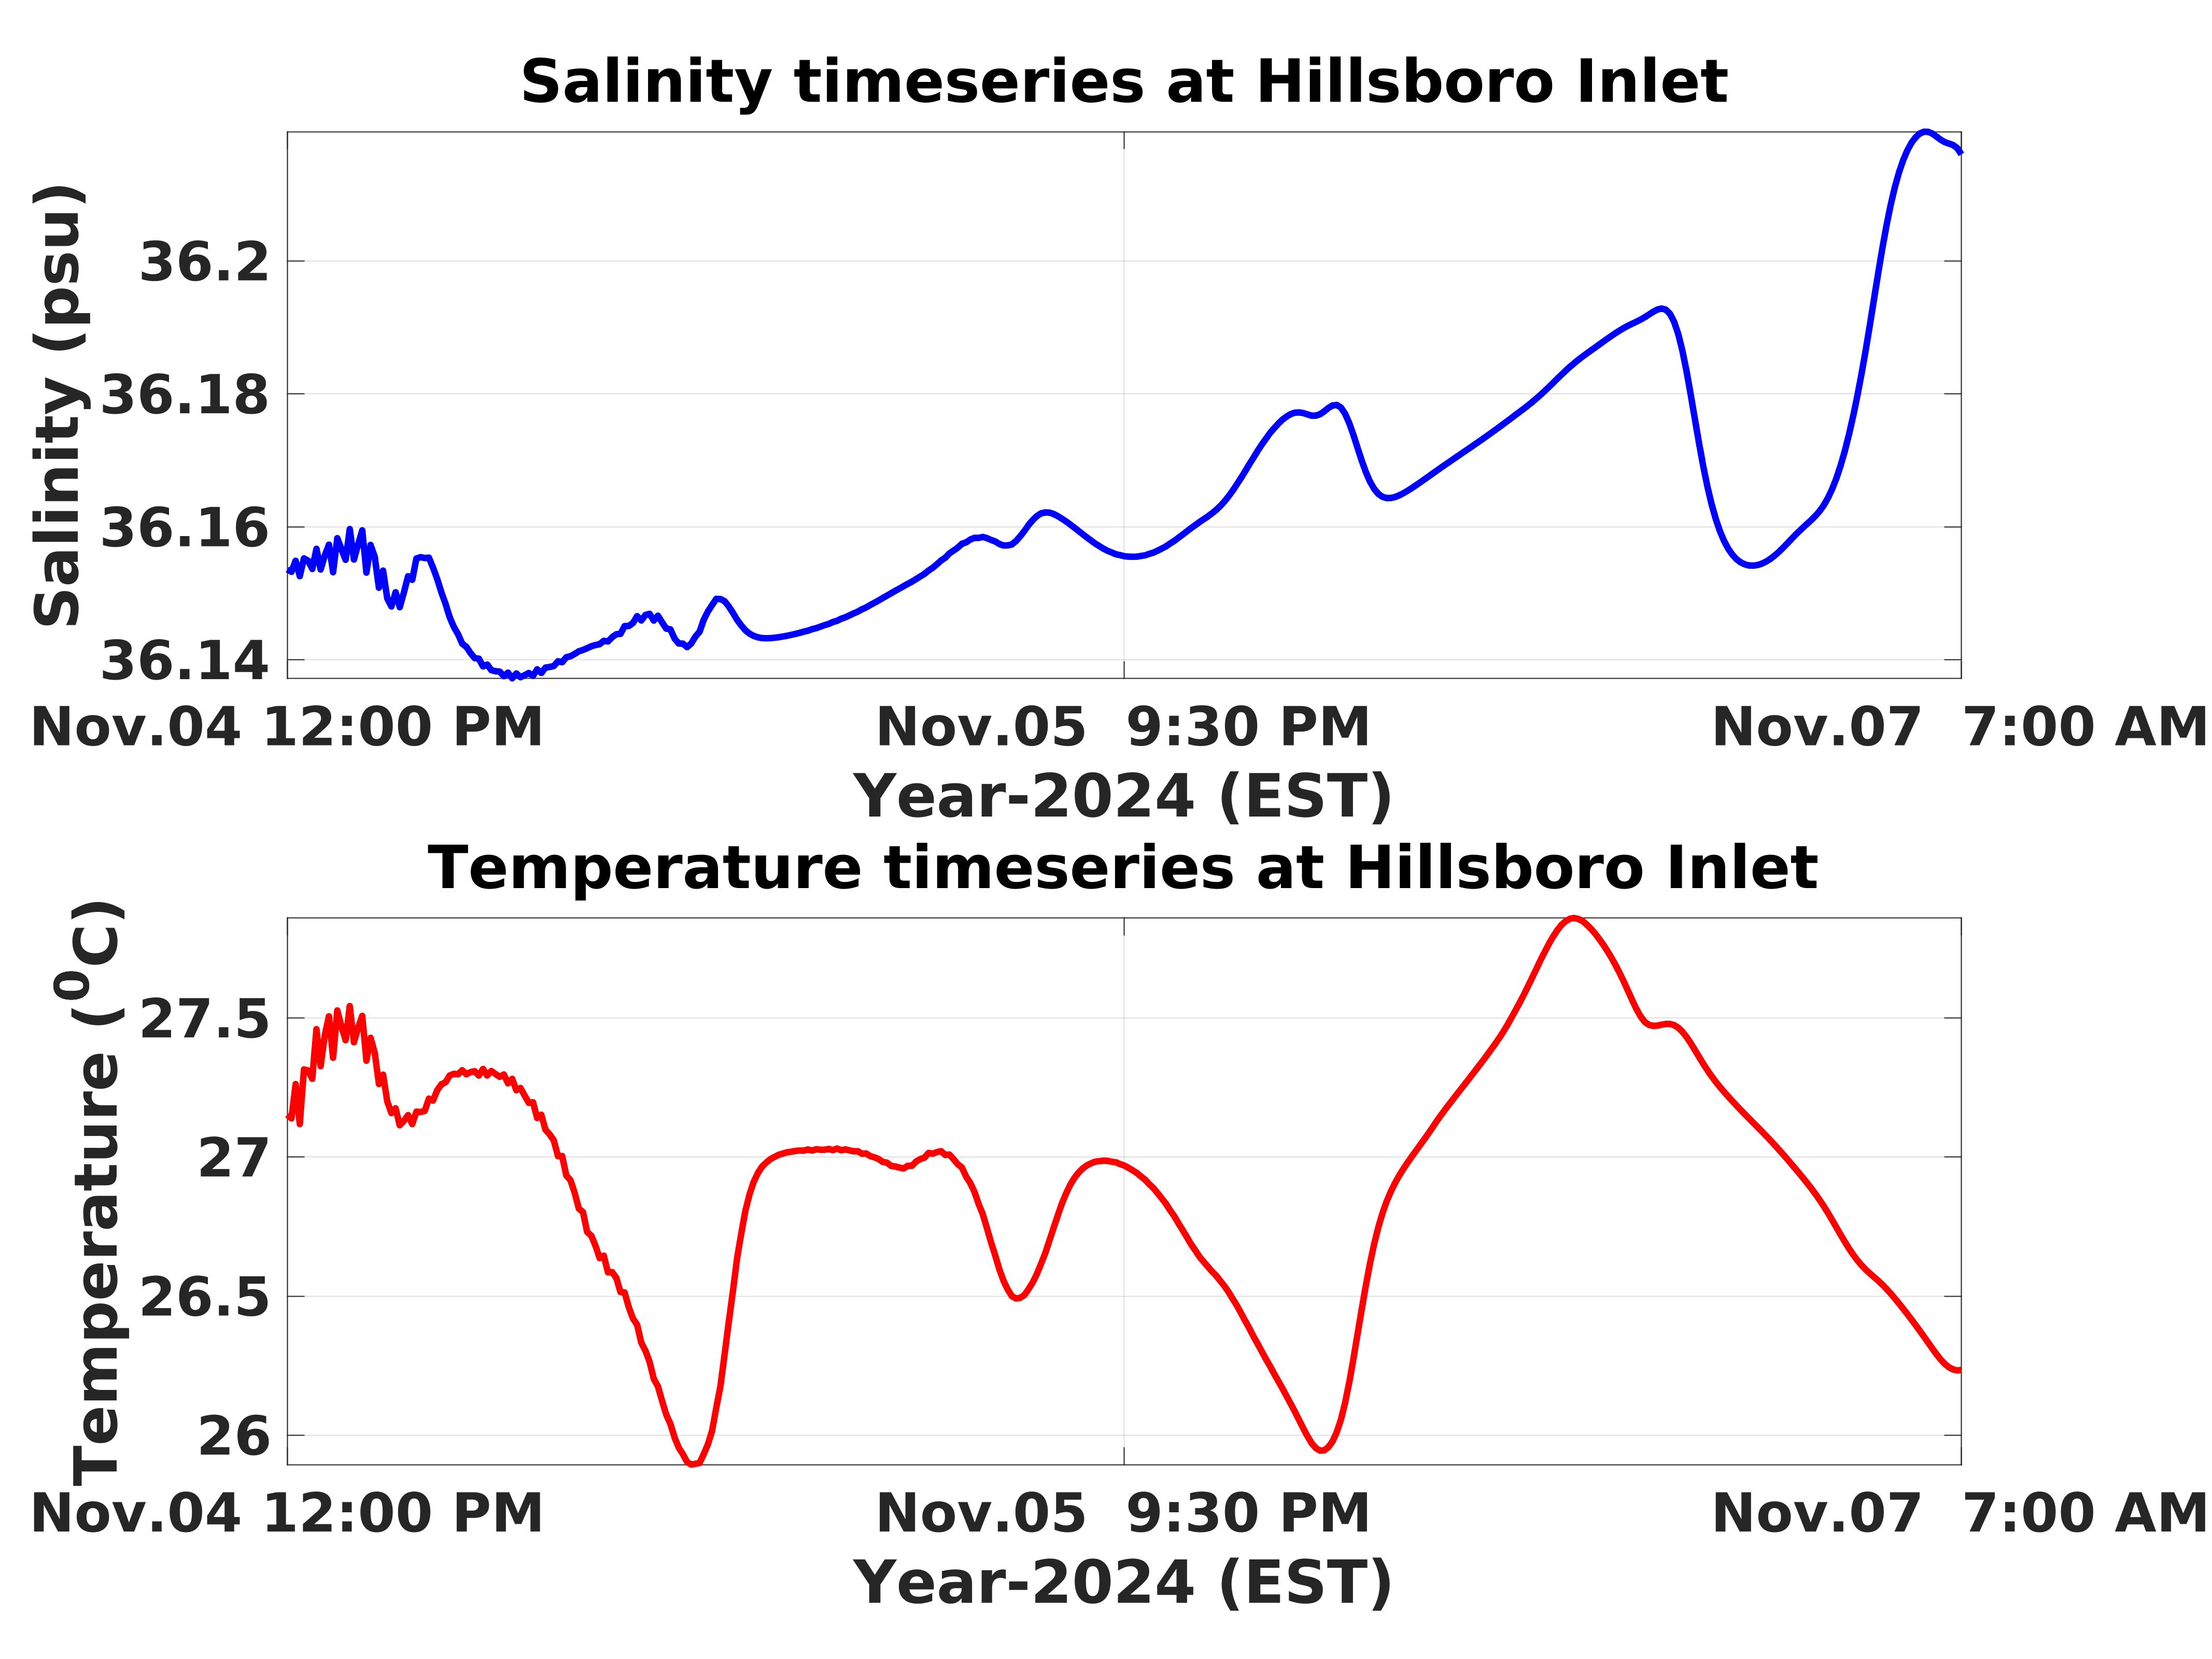 Salinity timeseries at Hillsboro Inlet
Salinity (psu)
36.2
36.18
36.16
36.14
Nov.04 12:00 PM Nov.05 9:30 PM Nov.07 7:00 AM
Year-2024 (EST)
Temperature timeseries at Hillsboro Inlet
Temperature (⁰C)
27.5
27
26.5
26
Nov.04 12:00 PM Nov.05 9:30 PM Nov.07 7:00 AM
Year-2024 (EST)